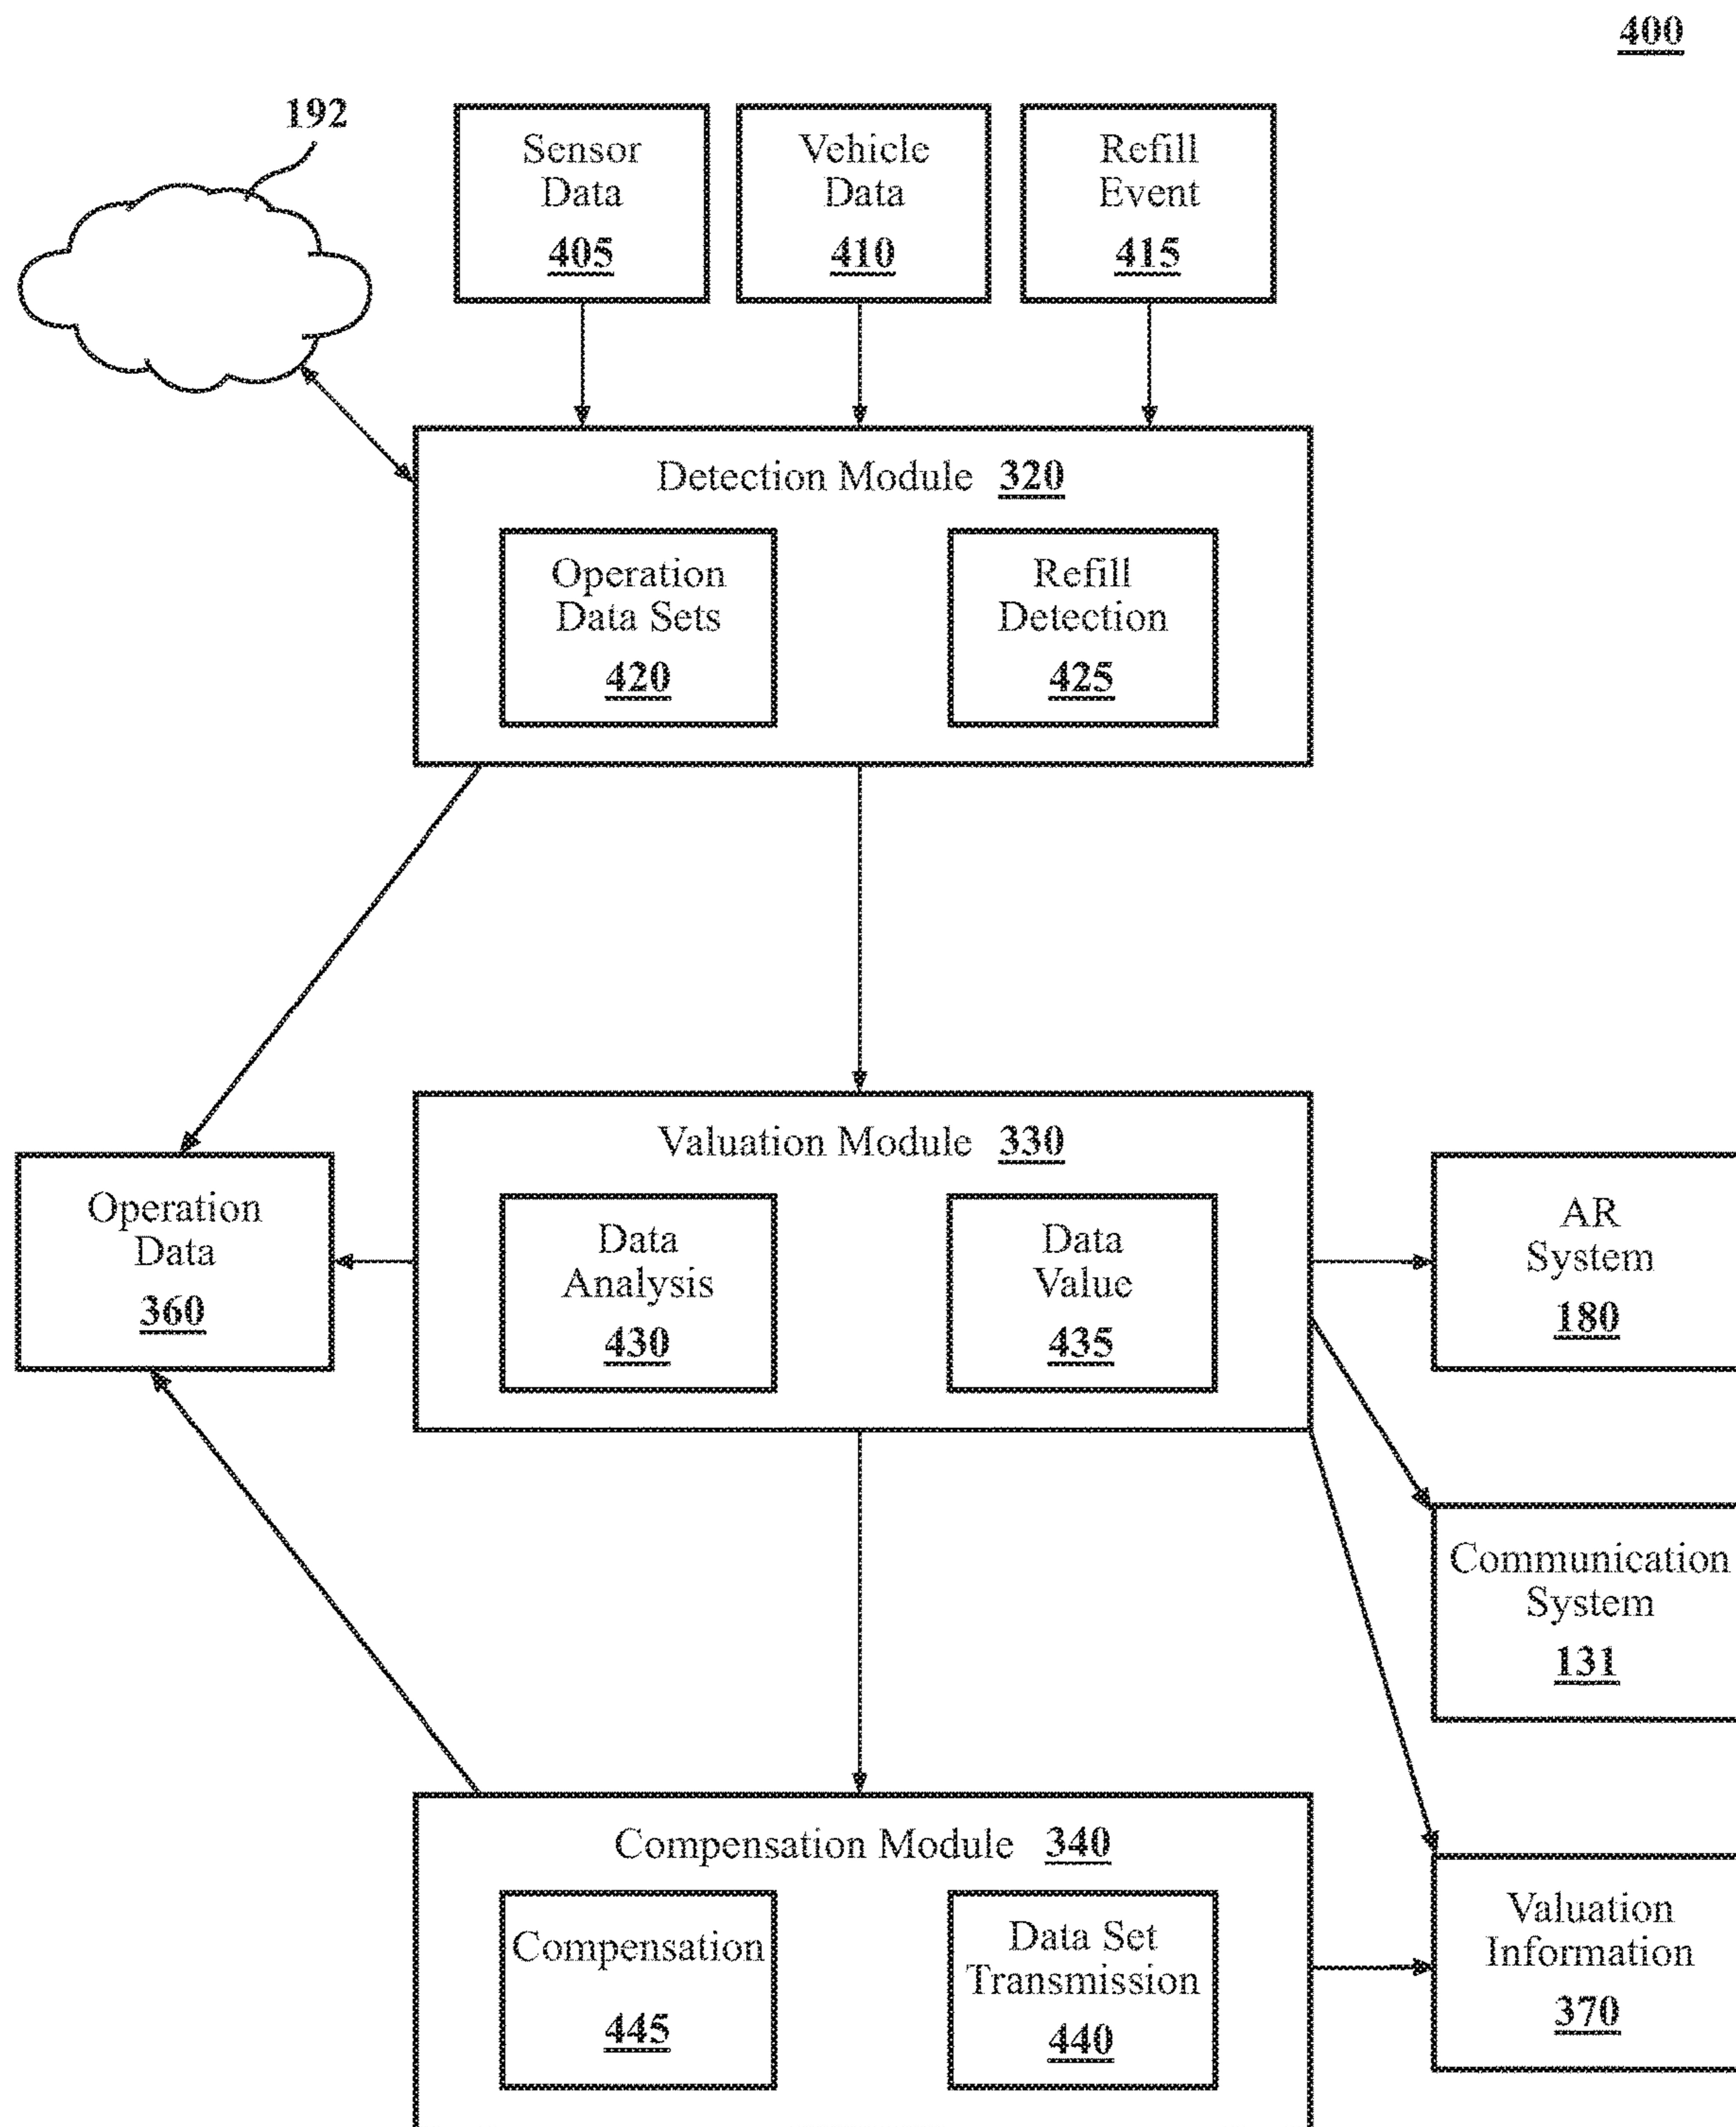 400
192
Sensor
Data
405
Vehicle
Data
410
Refill
Event
415
Detection Module 320
Operation
Data Sets
420
Refill
Detection
425
Valuation Module 330
Operation
Data
360
Data
Analysis
430
Data
Value
435
AR
System
180
Communication
System
131
Compensation Module 340
Compensation
445
Data Set
Transmission
440
Valuation
Information
370